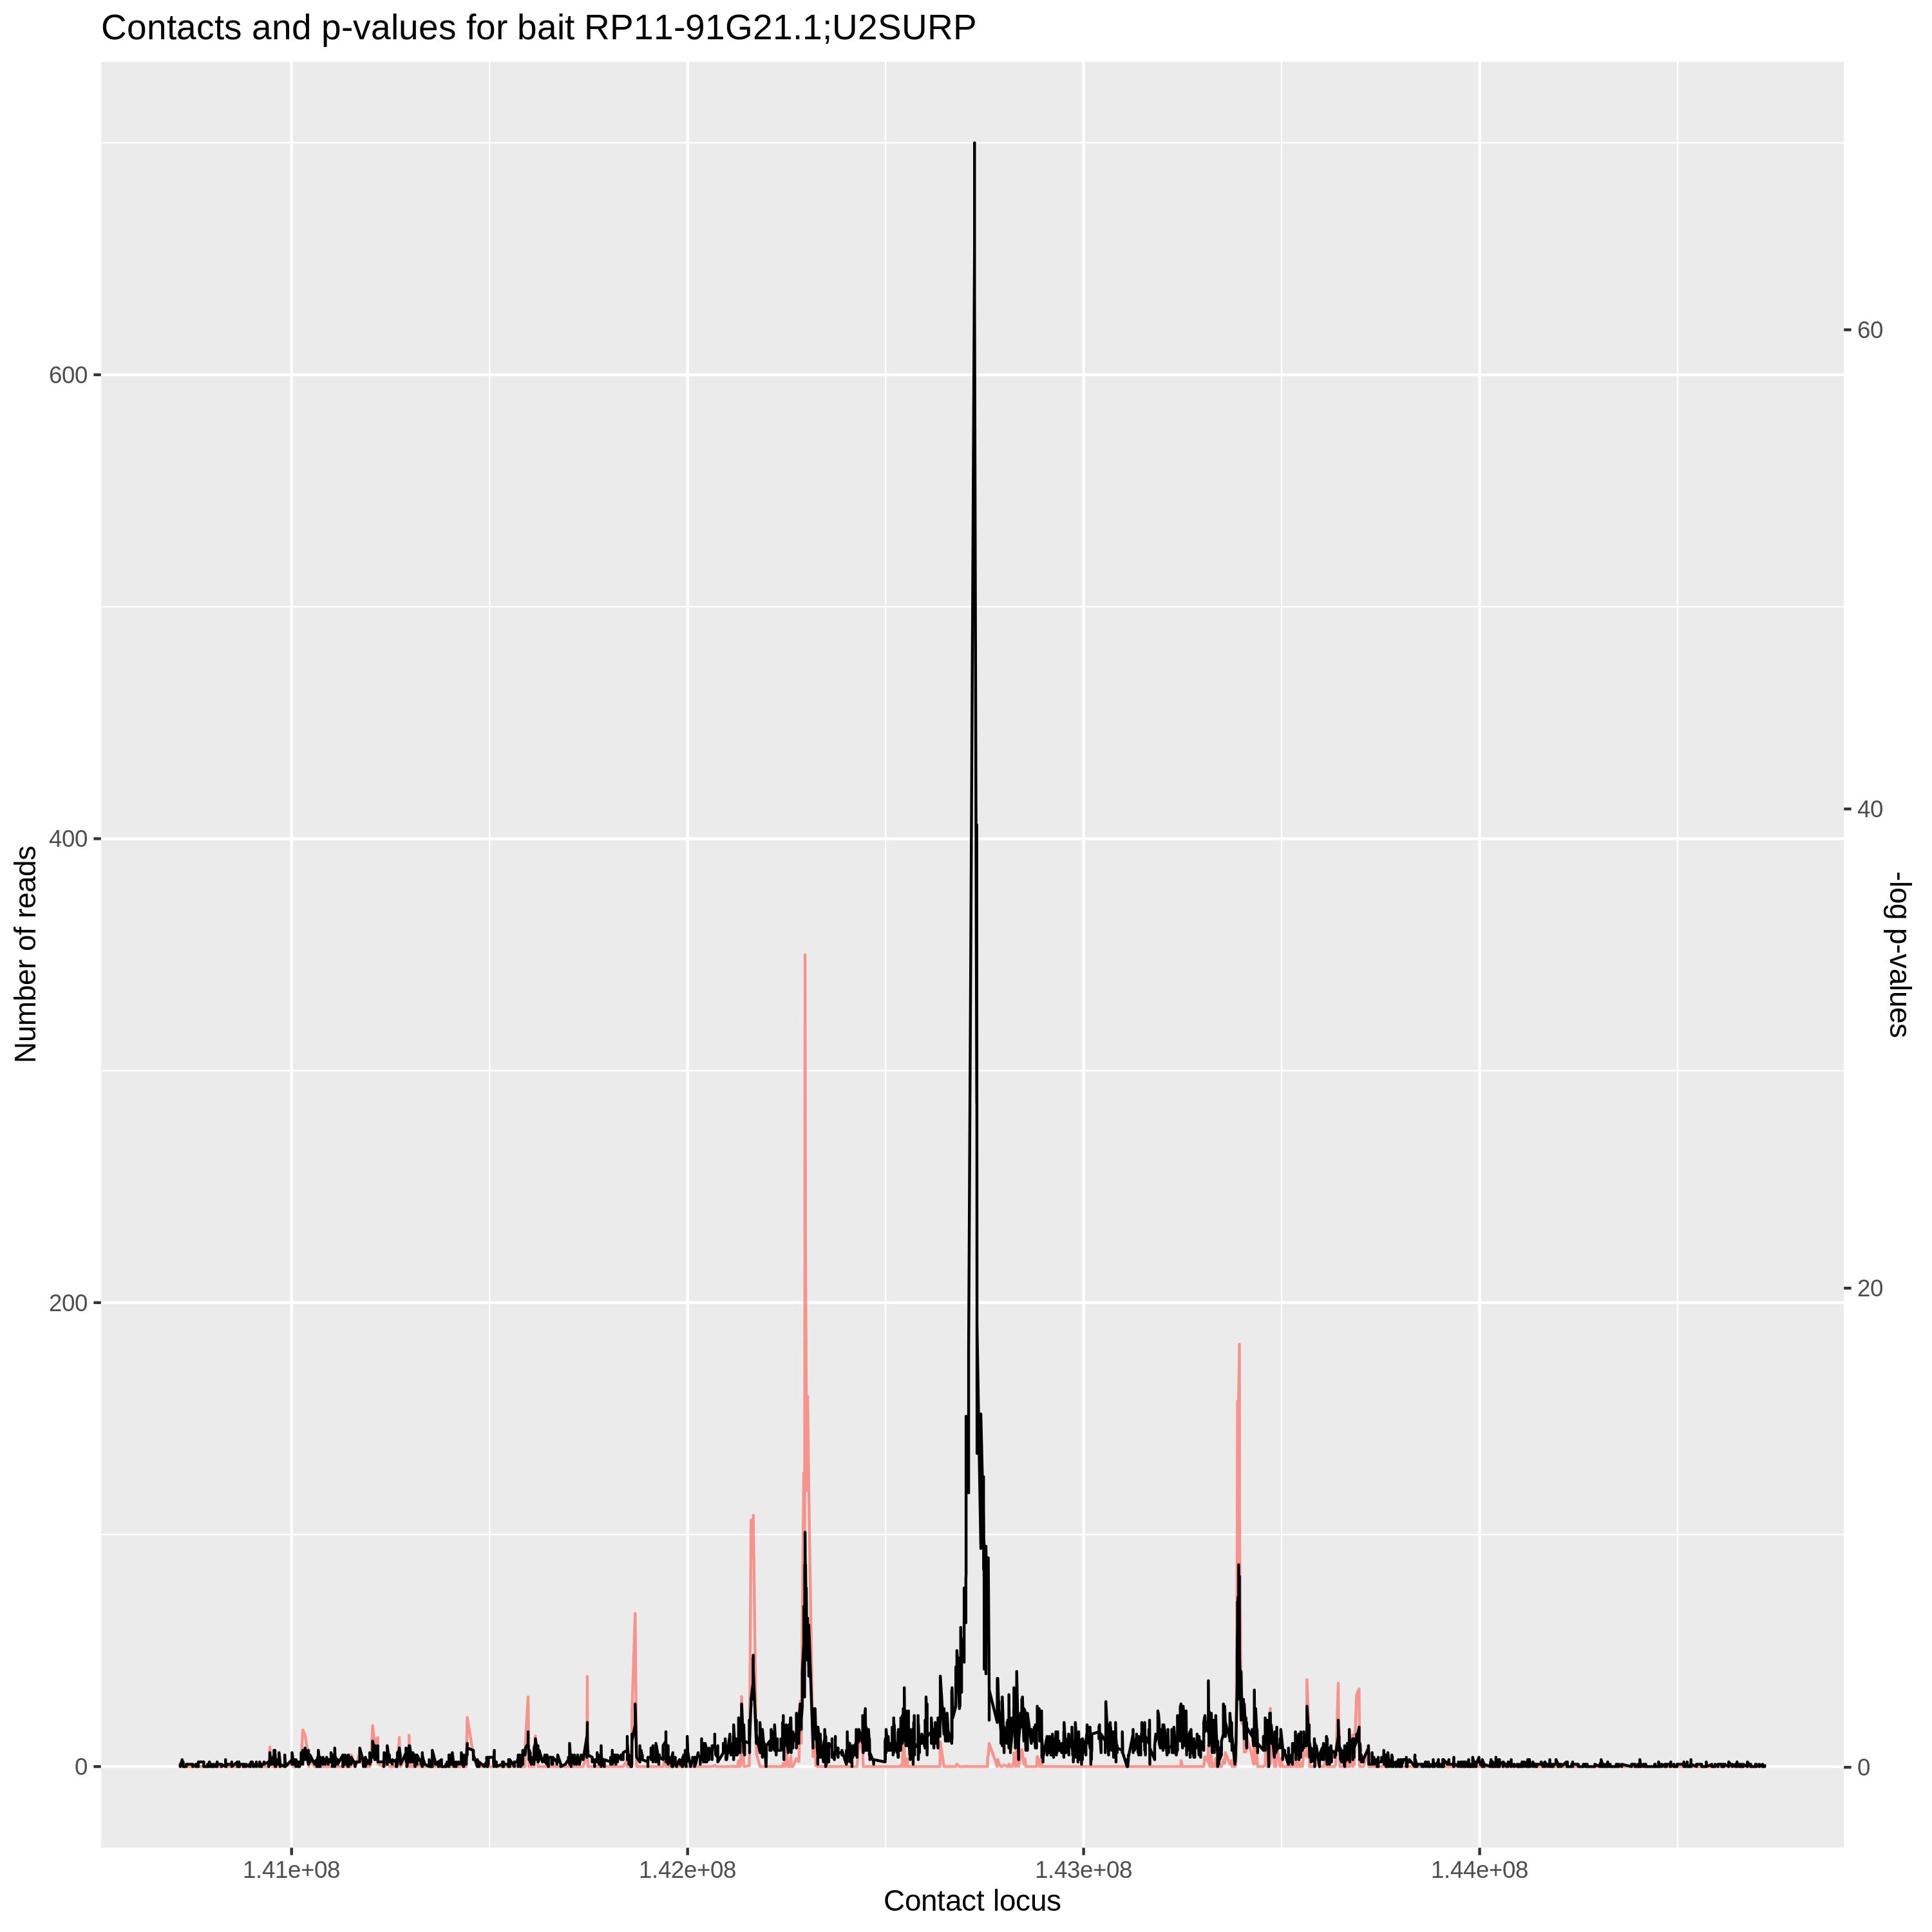 Contacts and p-values for bait RP11-91G21.1;U2SURP
600
400
200
0
Number of reads
60
40
20
0
-log p-values
1.41e+08
1.42e+08
1.43e+08
1.44e+08
Contact locus